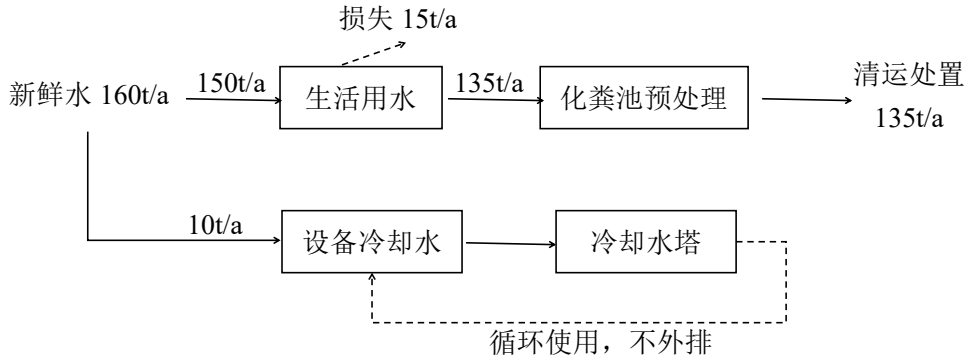 损失 15t/a
新鲜水 160t/a
150t/a
生活用水
135t/a
化粪池预处理
清运处置
135t/a
10t/a
设备冷却水
冷却水塔
循环使用，不外排